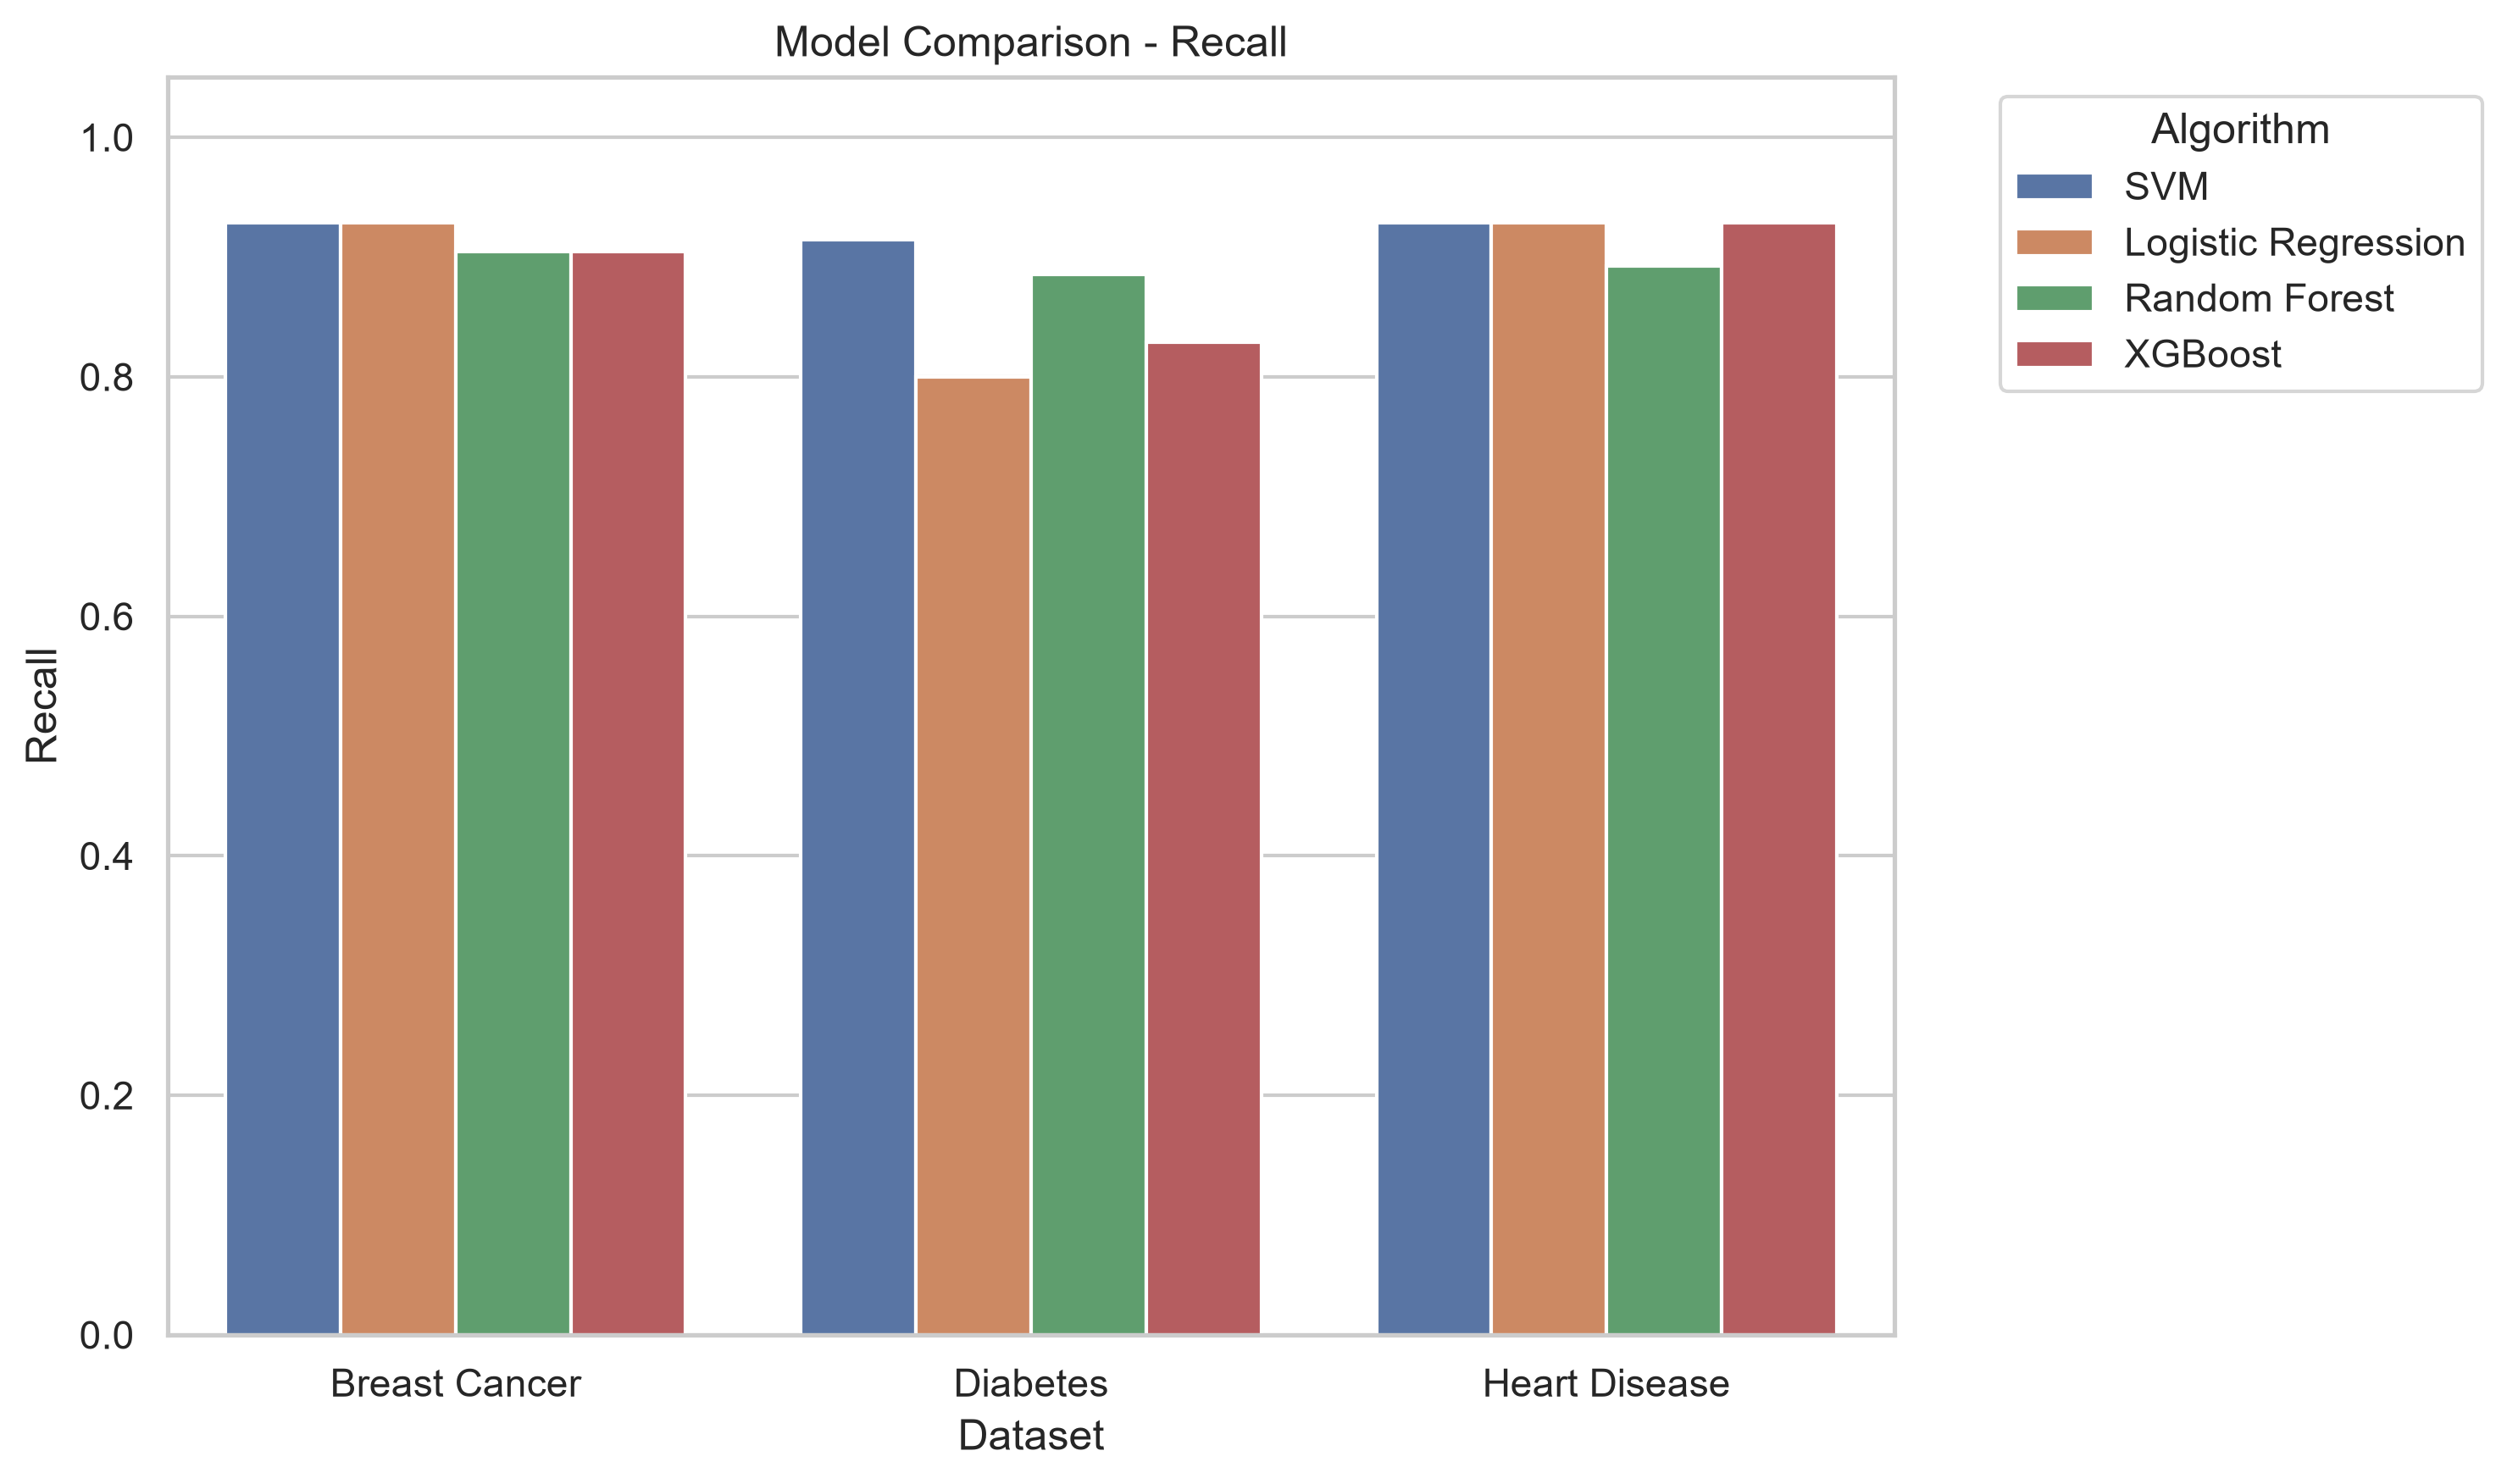 Model Comparison - Recall
1.0
0.8
0.6
0.4
0.2
0.0
Recall
Breast Cancer
Diabetes
Heart Disease
Dataset
Algorithm
SVM
Logistic Regression
Random Forest
XGBoost